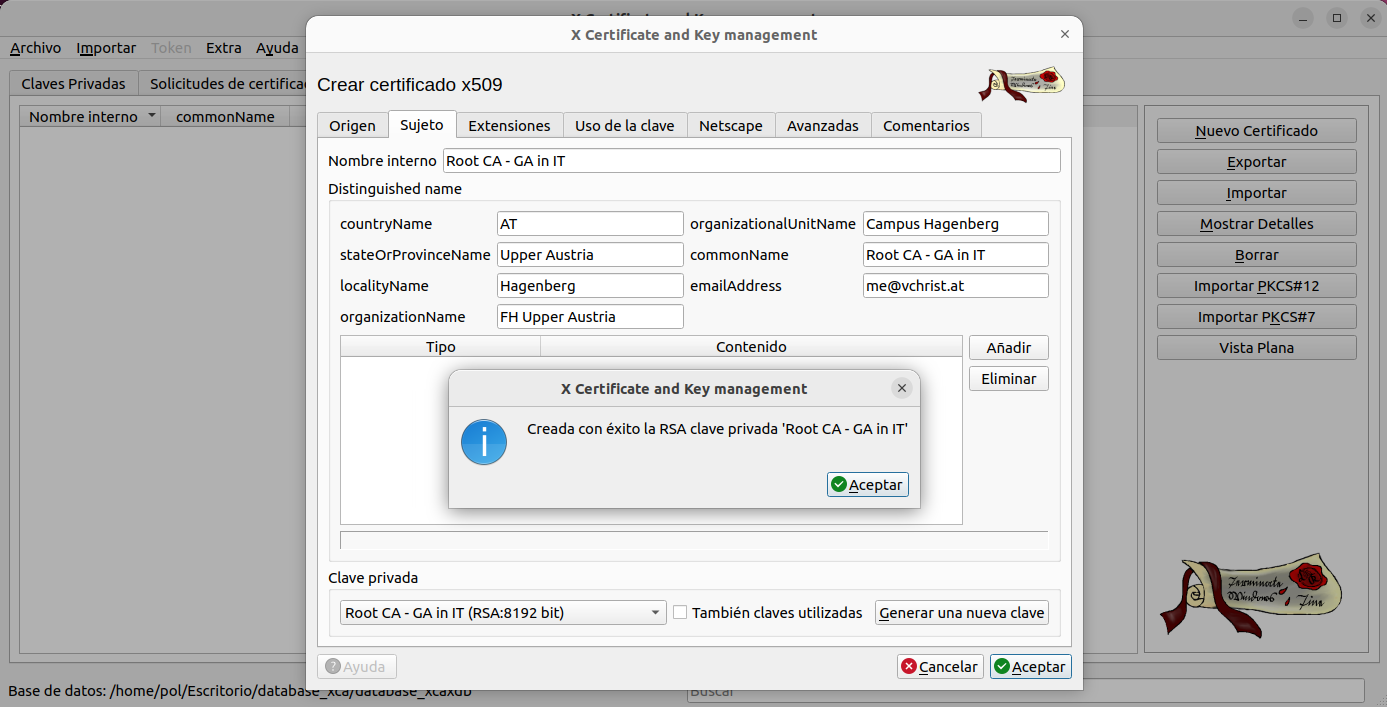 X Certificate and Key management
Archivo Importar Token Extra Ayuda
Claves Privadas Solicitudes de certificac
Nombre interno commonName
X Certificate and Key management
Crear certificado x509
Origen Sujeto Extensiones Uso de la clave Netscape Avanzadas Comentarios
Nombre interno Root CA - GA in IT
Distinguished name
countryName AT organizationalUnitName Campus Hagenberg
stateOrProvinceName Upper Austria commonName Root CA - GA in IT
localityName Hagenberg emailAddress me@vchrist.at
organizationName FH Upper Austria
Tipo Contenido
Añadir
Eliminar
X Certificate and Key management
Creada con éxito la RSA clave privada 'Root CA - GA in IT'
Aceptar
Clave privada
Root CA - GA in IT (RSA:8192 bit) También claves utilizadas Generar una nueva clave
Ayuda Cancelar Aceptar
Nuevo Certificado
Exportar
Importar
Mostrar Detalles
Borrar
Importar PKCS#12
Importar PKCS#7
Vista Plana
Base de datos: /home/pol/Escritorio/database_xca/database_xcaxdb
Buscar